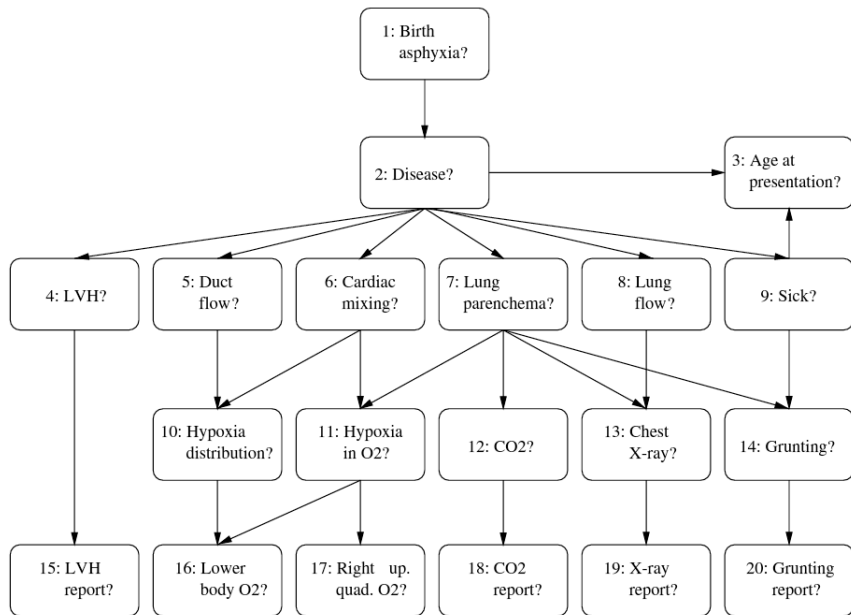 1: Birth
asphyxia?
2: Disease?
3: Age at
presentation?
4: LVH?
5: Duct
flow?
6: Cardiac
mixing?
7: Lung
parenchema?
8: Lung
flow?
9: Sick?
10: Hypoxia
distribution?
11: Hypoxia
in O2?
12: CO2?
13: Chest
X-ray?
14: Grunting?
15: LVH
report?
16: Lower
body O2?
17: Right up.
quad. O2?
18: CO2
report?
19: X-ray
report?
20: Grunting
report?